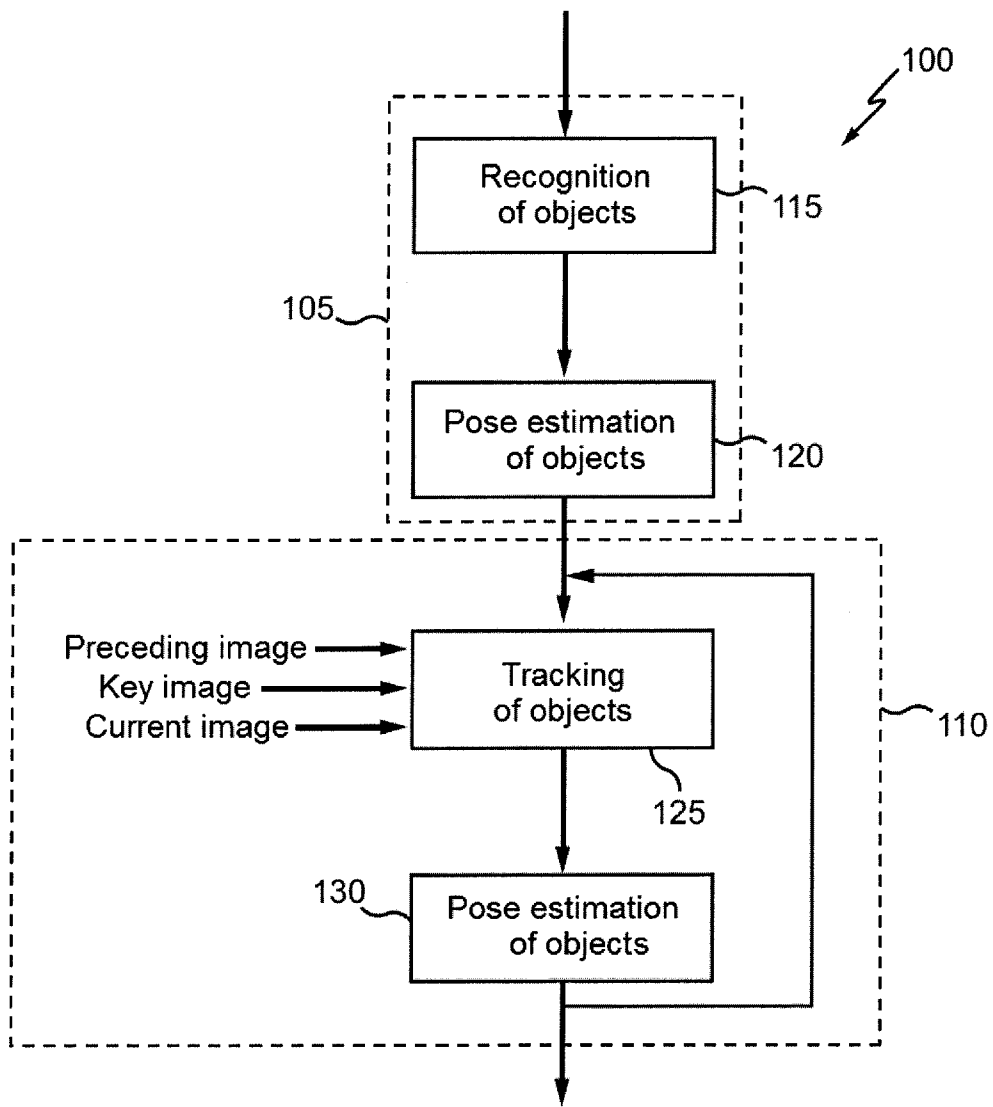 100
Recognition
of objects
115
105
Pose estimation
of objects
120
Preceding image
Key image
Current image
Tracking
of objects
110
125
130
Pose estimation
of objects